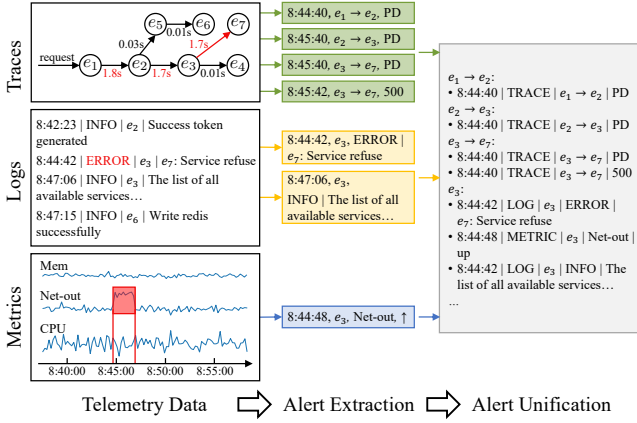 Traces
request
e1
1.8s
e2
0.03s
e5
0.01s
e6
1.7s
e3
1.7s
e7
0.01s
e4
8:44:40, e1 → e2, PD
8:45:40, e2 → e3, PD
8:45:40, e3 → e7, PD
8:45:42, e3 → e7, 500
Logs
8:42:23 | INFO | e2 | Success token
generated
8:44:42 | ERROR | e3 | e7: Service refuse
8:47:06 | INFO | e3 | The list of all
available services…
8:47:15 | INFO | e6 | Write redis
successfully
8:44:42, e3, ERROR |
e7: Service refuse
8:47:06, e3,
INFO | The list of all
available services…
Metrics
Mem
Net-out
CPU
8:40:00
8:45:00
8:50:00
8:55:00
8:44:48, e3, Net-out, ↑
e1 → e2:
• 8:44:40 | TRACE | e1 → e2 | PD
e2 → e3:
• 8:44:40 | TRACE | e2 → e3 | PD
e3 → e7:
• 8:44:40 | TRACE | e3 → e7 | PD
• 8:44:40 | TRACE | e3 → e7 | 500
e3:
• 8:44:42 | LOG | e3 | ERROR |
e7: Service refuse
• 8:44:48 | METRIC | e3 | Net-out |
up
• 8:44:42 | LOG | e3 | INFO | The
list of all available services…
...
Telemetry Data
Alert Extraction
Alert Unification